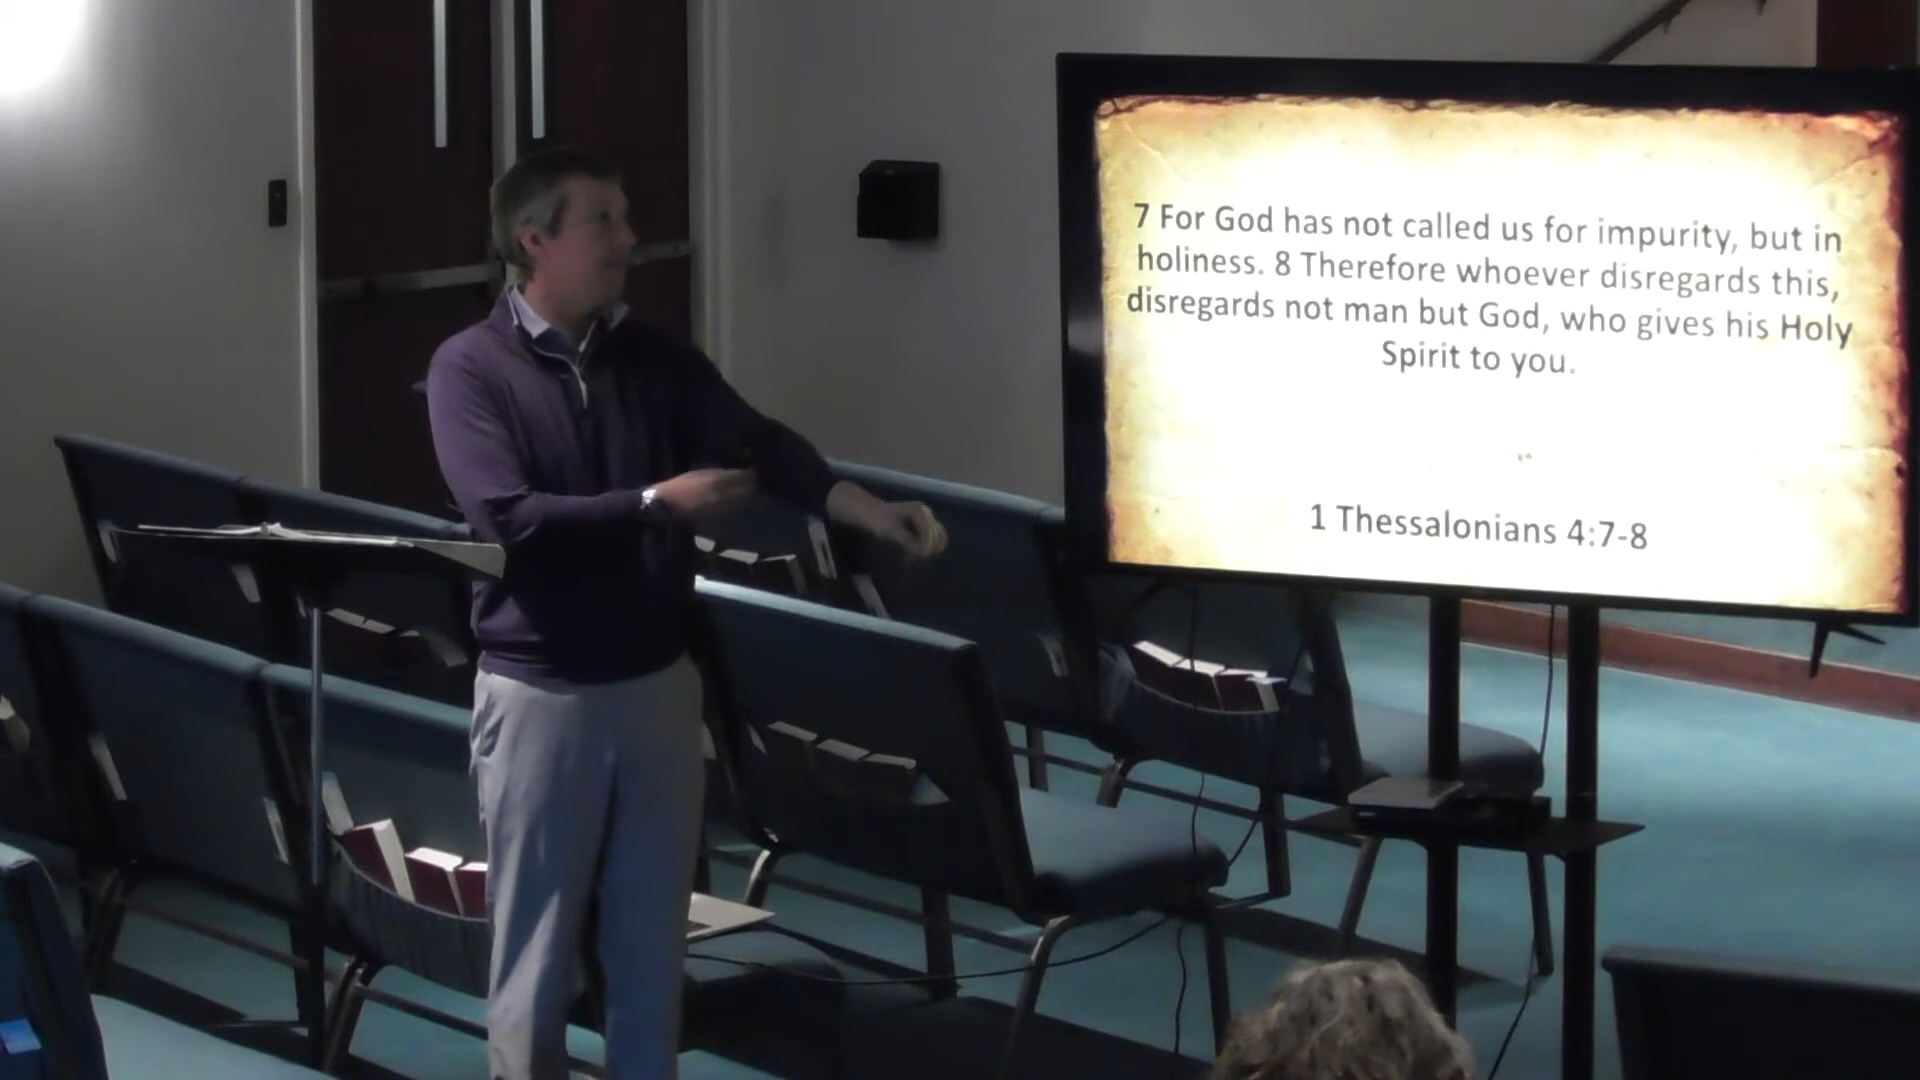 7 For God has not called us for impurity, but in
holiness. 8 Therefore whoever disregards this,
disregards not man but God, who gives his Holy
Spirit to you.
1 Thessalonians 4:7-8